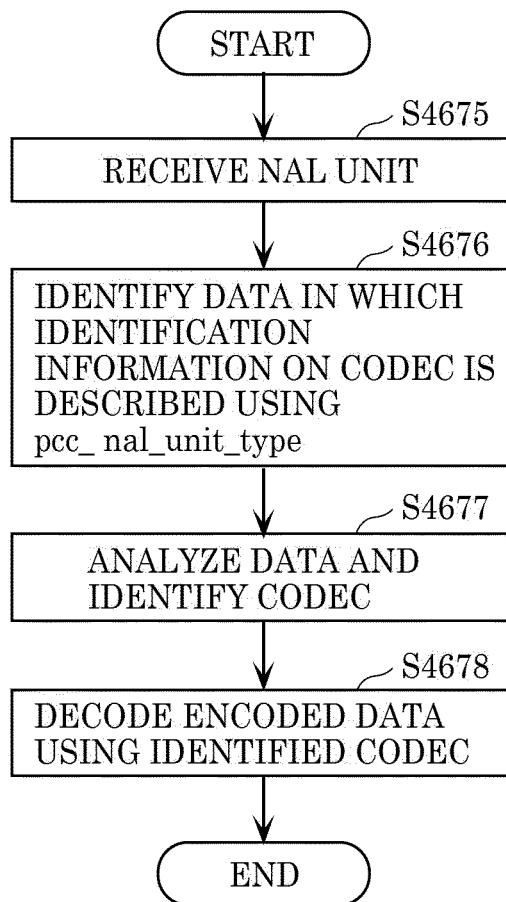 START
S4675
RECEIVE NAL UNIT
S4676
IDENTIFY DATA IN WHICH
IDENTIFICATION
INFORMATION ON CODEC IS
DESCRIBED USING
pcc_ nal_unit_type
S4677
ANALYZE DATA AND
IDENTIFY CODEC
S4678
DECODE ENCODED DATA
USING IDENTIFIED CODEC
END